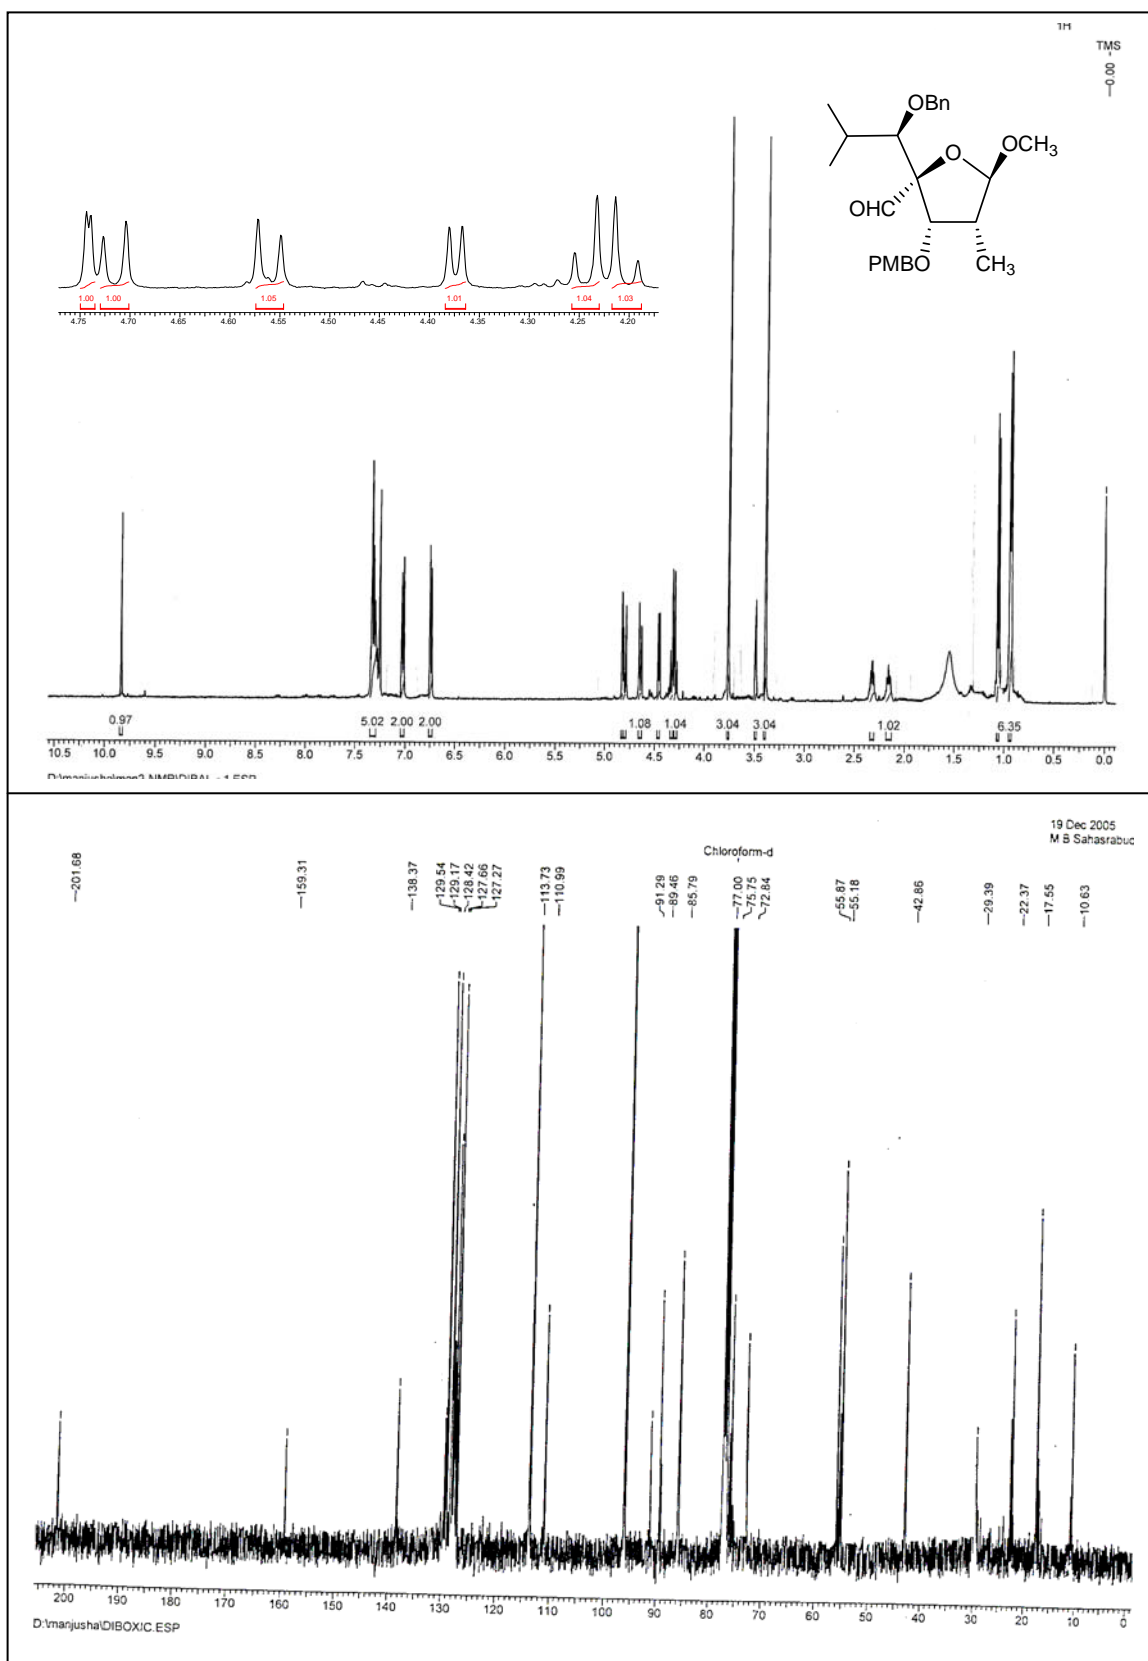 1H
TMS
0.00
OBn
O
OCH3
OHC
PMBO
CH3
1.00 1.00 1.05 1.01 1.04 1.03
4.75 4.70 4.65 4.60 4.55 4.50 4.45 4.40 4.35 4.30 4.25 4.20
0.97 5.02 2.00 2.00 1.08 1.04 3.04 3.04 1.02 6.35
10.5 10.0 9.5 9.0 8.5 8.0 7.5 7.0 6.5 6.0 5.5 5.0 4.5 4.0 3.5 3.0 2.5 2.0 1.5 1.0 0.5 0.0
19 Dec 2005
M B Sahasrabuc
Chloroform-d
201.68 159.31 138.37 129.54 129.17 128.42 127.66 127.27 113.73 110.99 91.29 89.46 85.79 77.00 75.75 72.84 55.87 55.18 42.86 29.39 22.37 17.55 10.63
200 190 180 170 160 150 140 130 120 110 100 90 80 70 60 50 40 30 20 10 0
D:\manjusha\DIBOXIC.ESP